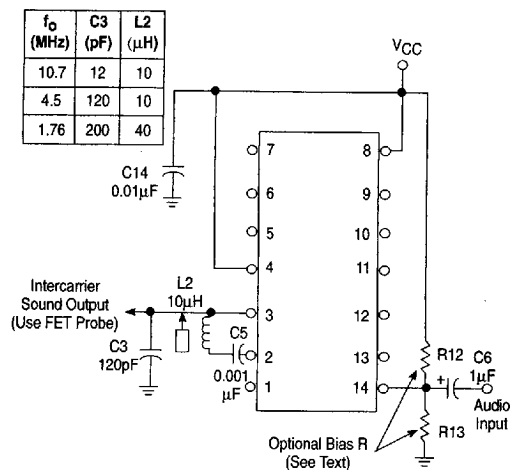 fo C3 L2
(MHz) (pF) (μH)
10.7 12 10
4.5 120 10
1.76 200 40
VCC
C14
0.01μF
7
6
5
4
3
2
1
8
9
10
11
12
13
14
Intercarrier
Sound Output
(Use FET Probe)
L2
10μH
C5
0.001
μF
C3
120pF
R12
C6
+
1μF
Audio
Input
R13
Optional Bias R
(See Text)